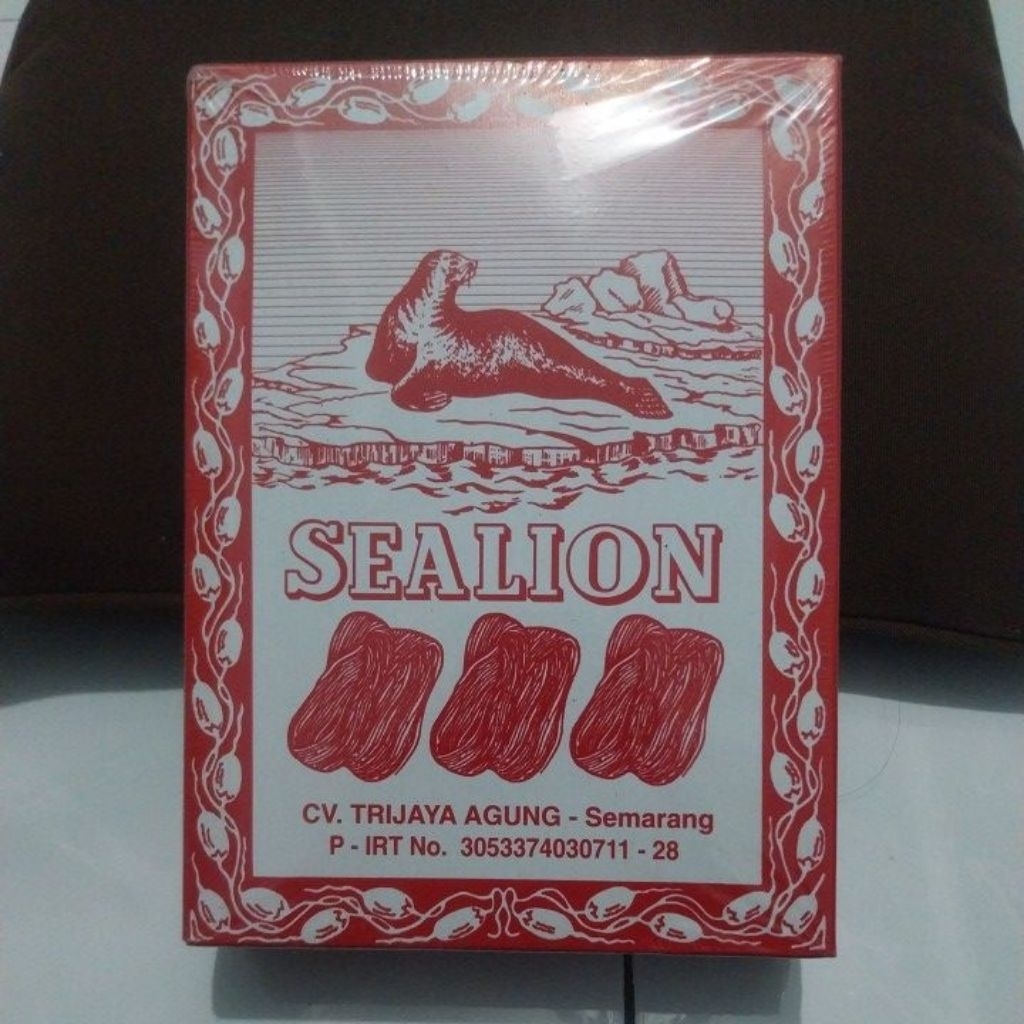 SEALION
CV. TRIJAYA AGUNG - Semarang
P - IRT No. 3053374030711 - 28